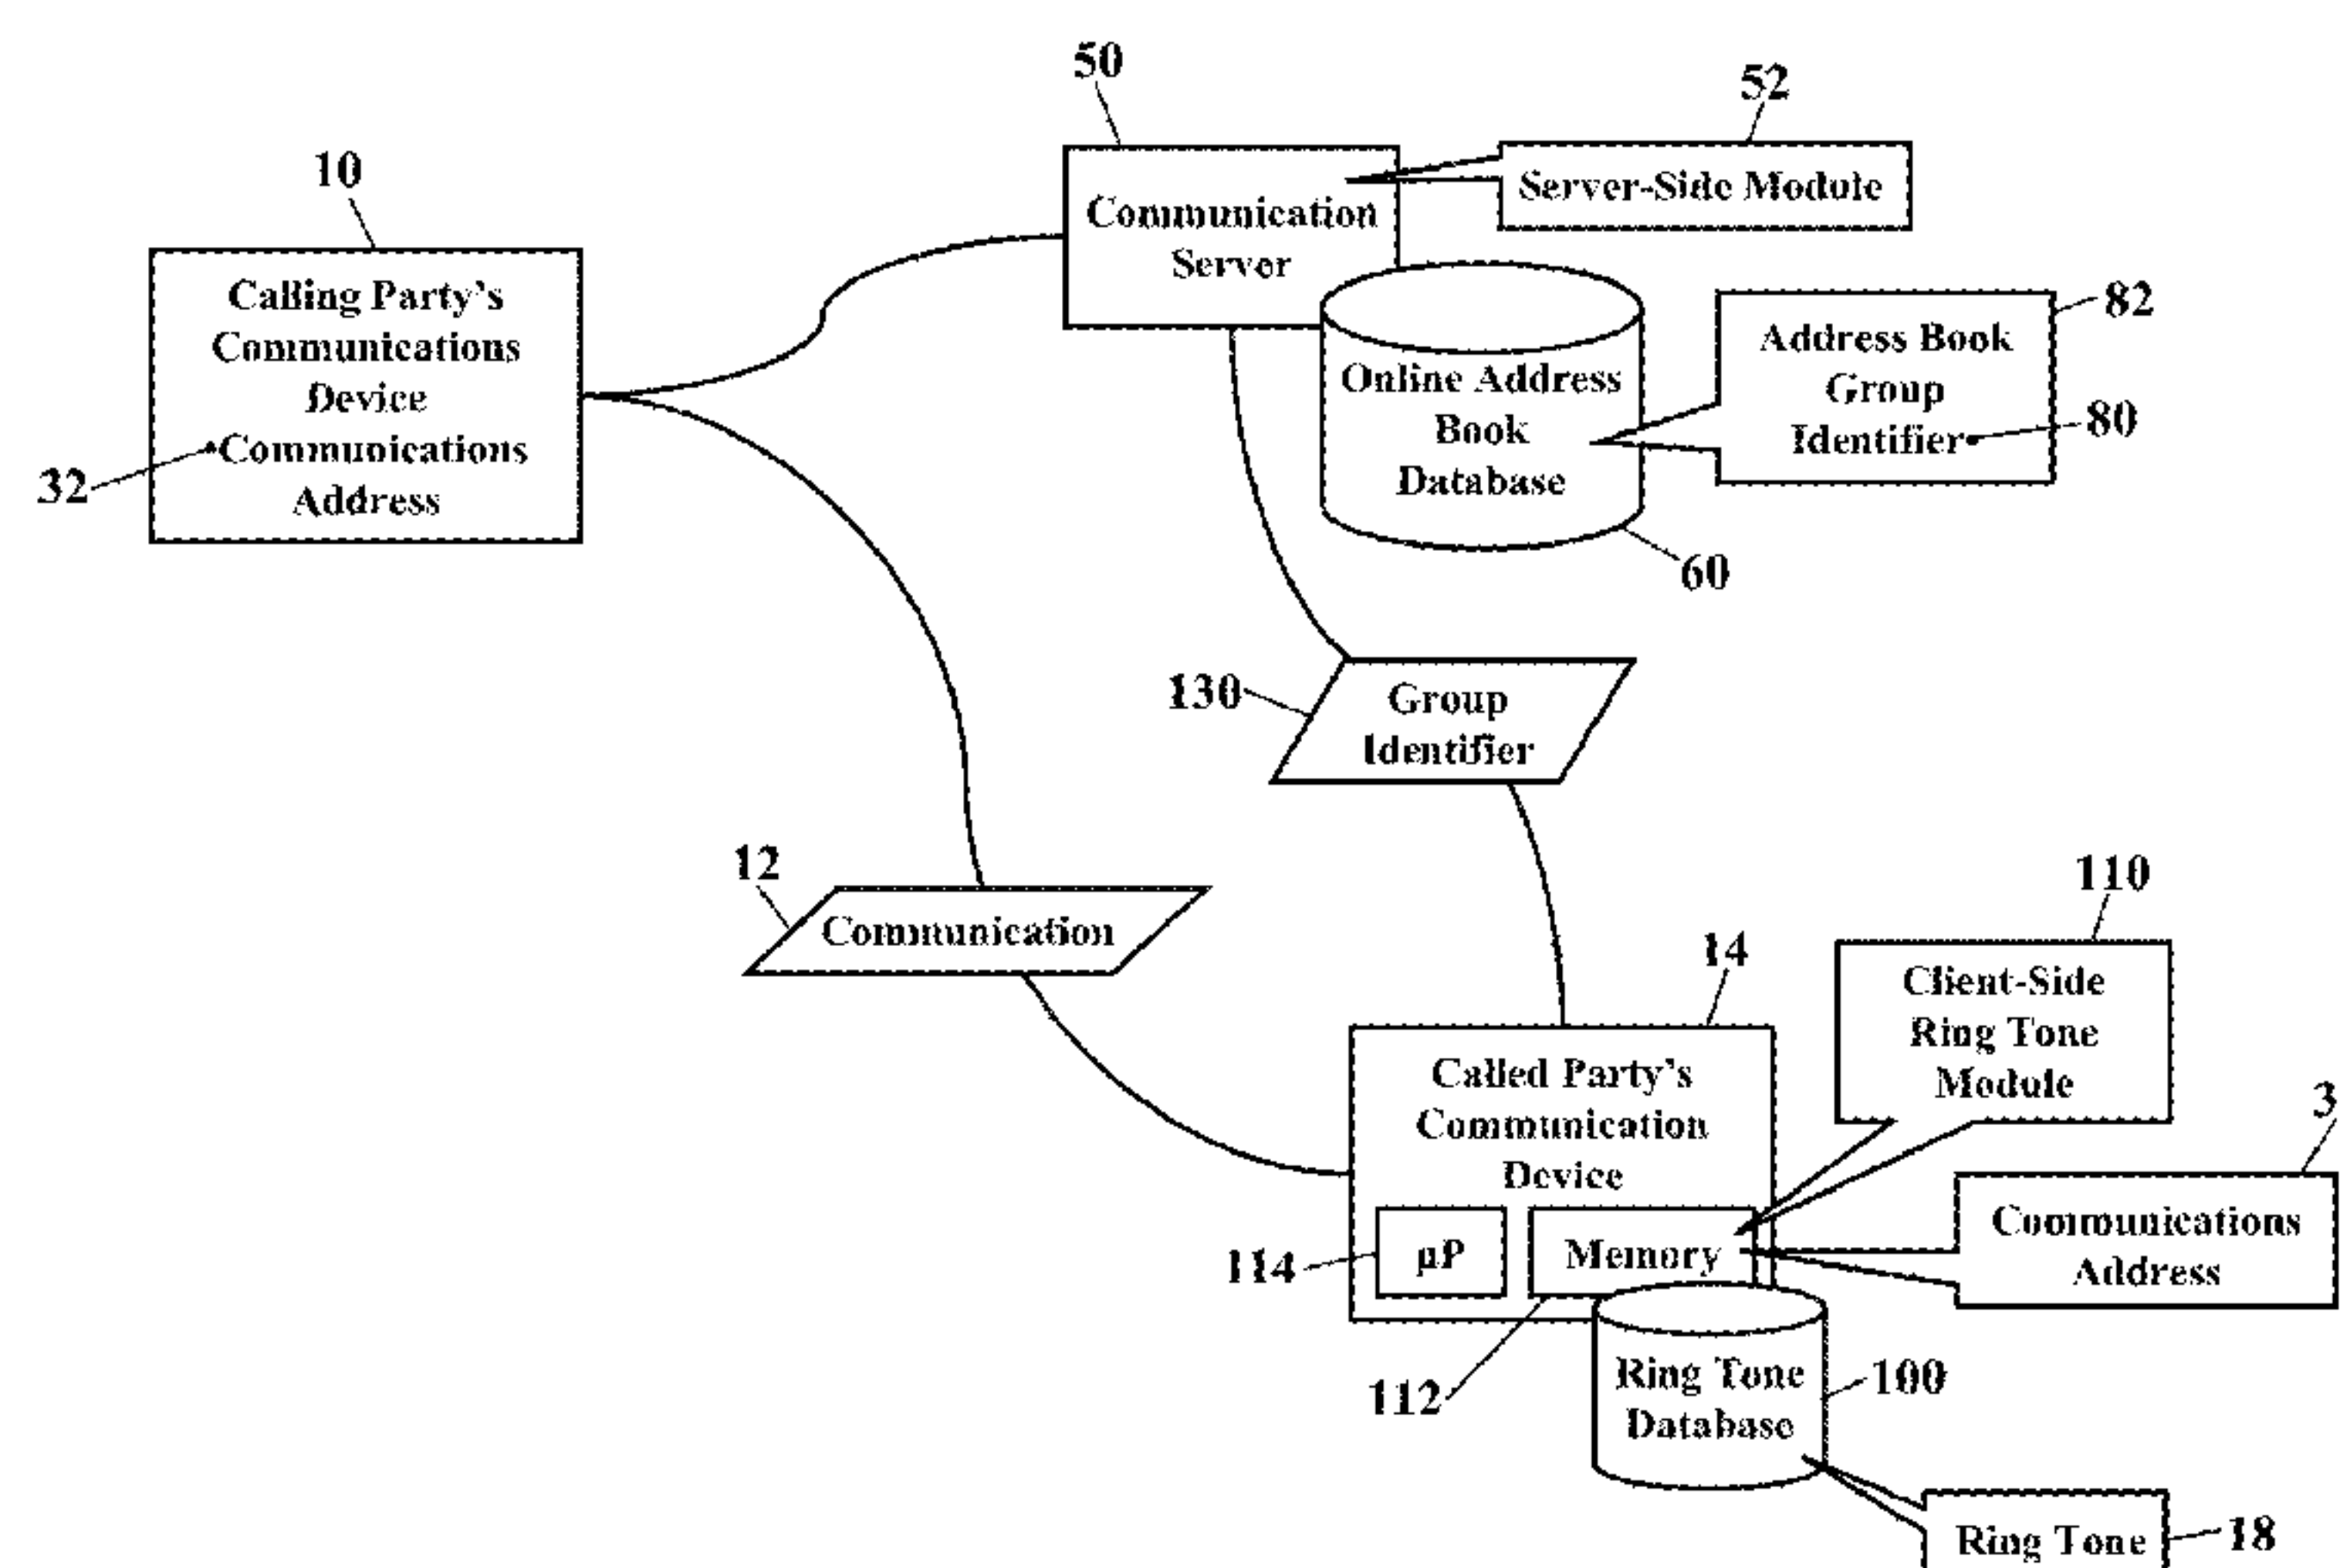 50
52
10
Server-Side Module
Communication
Server
82
Calling Party's
Communications
Device
Communications
Address
32
Address Book
Group
Identifier
80
Online Address
Book
Database
60
130
Group
Identifier
12
Communication
110
14
Client-Side
Ring Tone
Module
Called Party's
Communication
Device
3
Communications
Address
114
µP
Memory
112
Ring Tone
Database
100
Ring Tone
18